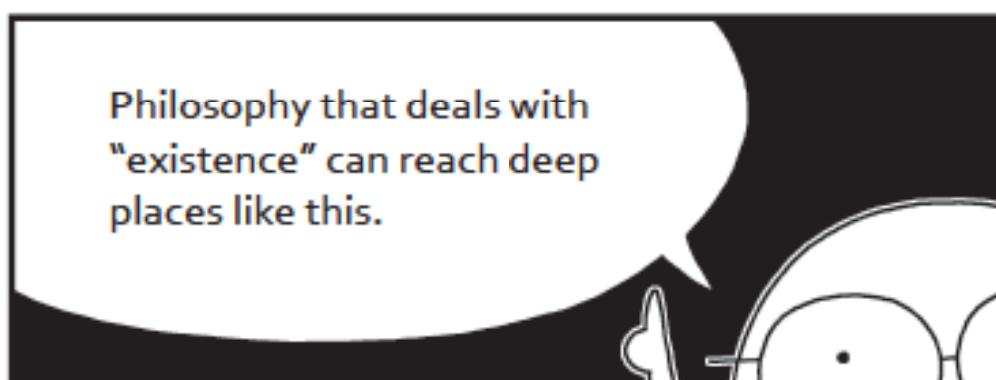 Philosophy that deals with
“existence” can reach deep
places like this.